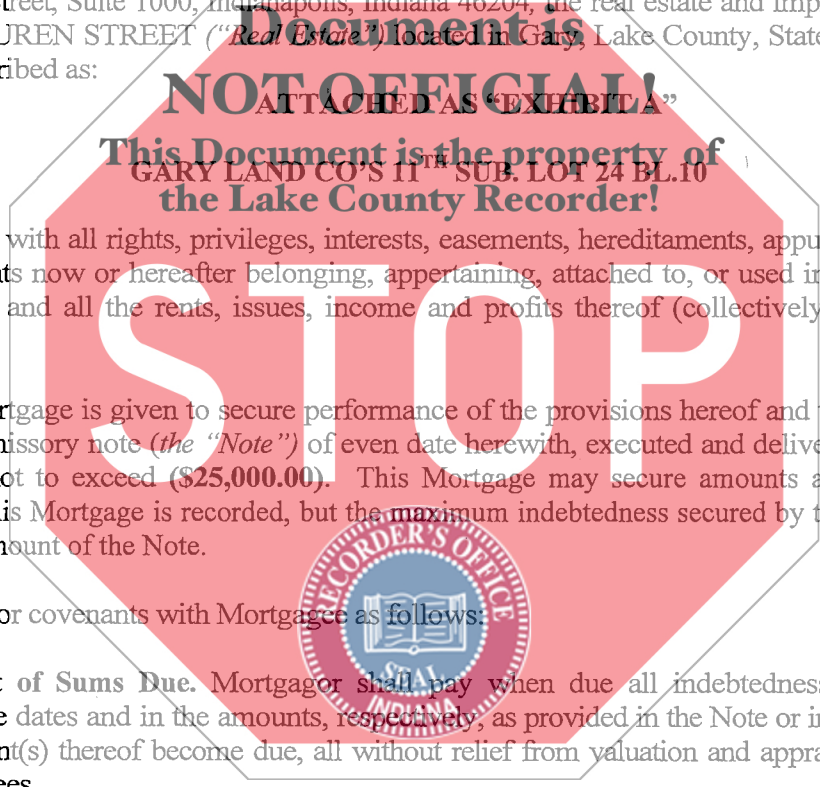 treet, Suite 1000, Indianapolis, Indiana 46204, the real estate and imp
Document is
UREN STREET ("Real Estate") located in Gary, Lake County, State
ribed as:
NOT OFFICIAL!
ATTACHED AS "EXHIBIT A"
This Document is the property of
GARY LAND CO'S 11TH SUB. LOT 24 BL.10
the Lake County Recorder!
with all rights, privileges, interests, easements, hereditaments, appu
ts now or hereafter belonging, appertaining, attached to, or used in
and all the rents, issues, income and profits thereof (collectively
STOP
rtgage is given to secure performance of the provisions hereof and
issory note (the "Note") of even date herewith, executed and delive
ot to exceed ($25,000.00). This Mortgage may secure amounts a
is Mortgage is recorded, but the maximum indebtedness secured by t
ount of the Note.
RECORDER'S OFFICE
or covenants with Mortgagee as follows:
SEAL
INDIANA
of Sums Due. Mortgagor shall pay when due all indebtednes
e dates and in the amounts, respectively, as provided in the Note or in
nt(s) thereof become due, all without relief from valuation and appra
ees.